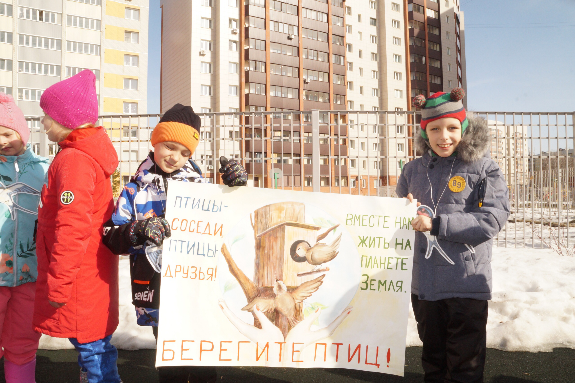 ПТИЦЫ-
СОСЕДИ
ПТИЦЫ-
ДРУЗЬЯ!
ВМЕСТЕ НАМ
ЖИТЬ НА
ПЛАНЕТЕ
ЗЕМЛЯ.
БЕРЕГИТЕ ПТИЦ!